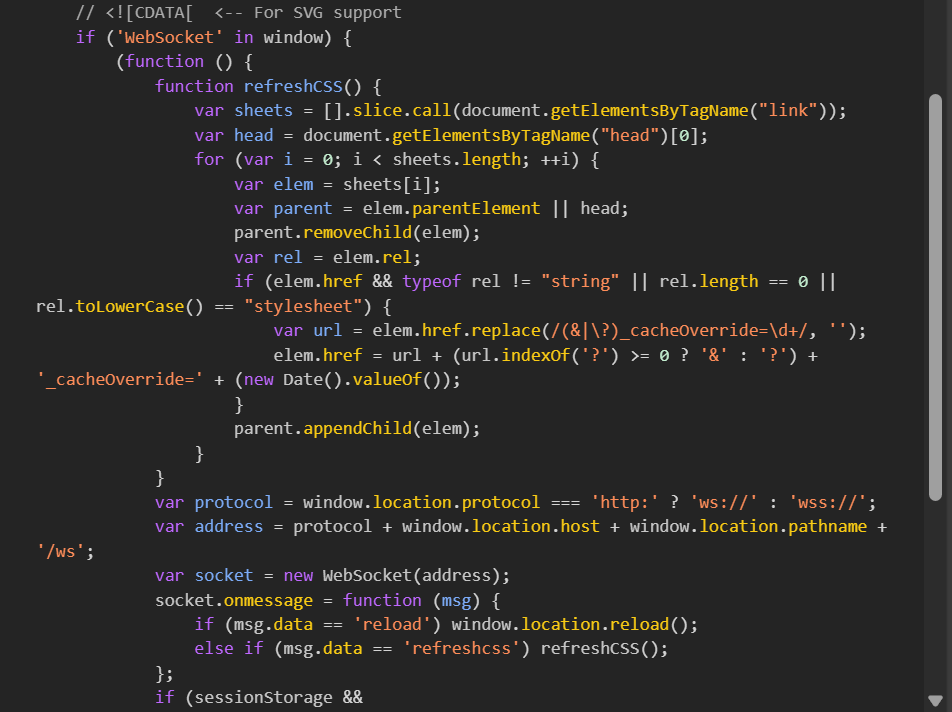 // <![CDATA[  <-- For SVG support
if ('WebSocket' in window) {
(function () {
function refreshCSS() {
var sheets = [].slice.call(document.getElementsByTagName("link"));
var head = document.getElementsByTagName("head")[0];
for (var i = 0; i < sheets.length; ++i) {
var elem = sheets[i];
var parent = elem.parentElement || head;
parent.removeChild(elem);
var rel = elem.rel;
if (elem.href && typeof rel != "string" || rel.length == 0 ||
rel.toLowerCase() == "stylesheet") {
var url = elem.href.replace(/(&|\?)_cacheOverride=\d+/, '');
elem.href = url + (url.indexOf('?') >= 0 ? '&' : '?') +
'_cacheOverride=' + (new Date().valueOf());
}
parent.appendChild(elem);
}
}
var protocol = window.location.protocol === 'http:' ? 'ws://' : 'wss://';
var address = protocol + window.location.host + window.location.pathname +
'/ws';
var socket = new WebSocket(address);
socket.onmessage = function (msg) {
if (msg.data == 'reload') window.location.reload();
else if (msg.data == 'refreshcss') refreshCSS();
};
if (sessionStorage &&